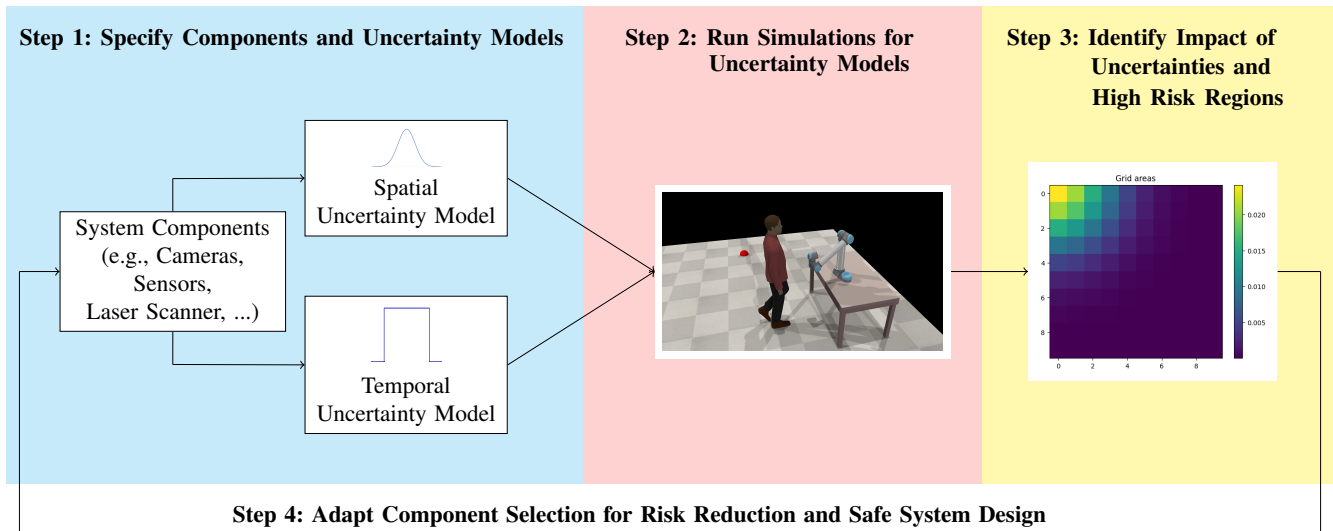 Step 1: Specify Components and Uncertainty Models
Spatial
Uncertainty Model
System Components
(e.g., Cameras,
Sensors,
Laser Scanner, ...)
Temporal
Uncertainty Model
Step 2: Run Simulations for
Uncertainty Models
Step 3: Identify Impact of
Uncertainties and
High Risk Regions
Grid areas
0
2
4
6
8
0 2 4 6 8
0.020
0.015
0.010
0.005
Step 4: Adapt Component Selection for Risk Reduction and Safe System Design